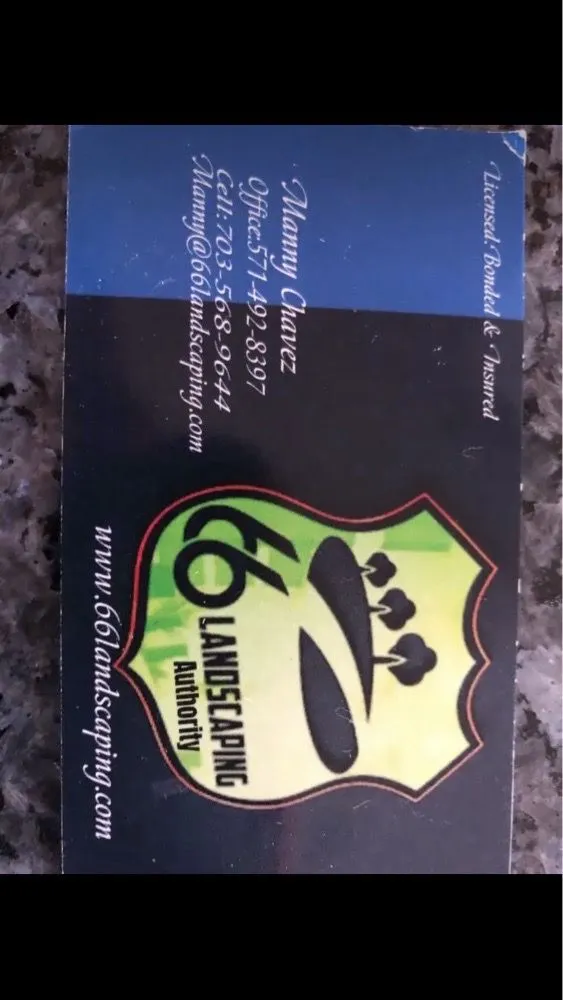 Licensed. Bonded & Insured
Manny Chavez
Office:571-492-8397
Cell:703-568-9644
Manny@66landscaping.com
66 LANDSCAPING
Authority
www.66landscaping.com